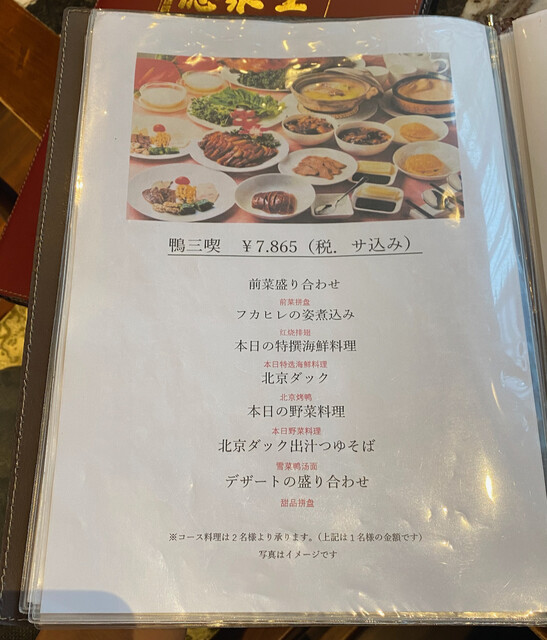 鴨三喫 ¥7.865(税．サ込み)
前菜盛り合わせ
前菜拼盘
フカヒレの姿煮込み
红烧排翅
本日の特撰海鮮料理
本日特选海鲜料理
北京ダック
北京烤鸭
本日の野菜料理
本日野菜料理
北京ダック出汁つゆそば
雪菜鸭汤面
デザートの盛り合わせ
甜品拼盘
※コース料理は２名様より承ります。(上記は１名様の金額です)
写真はイメージです